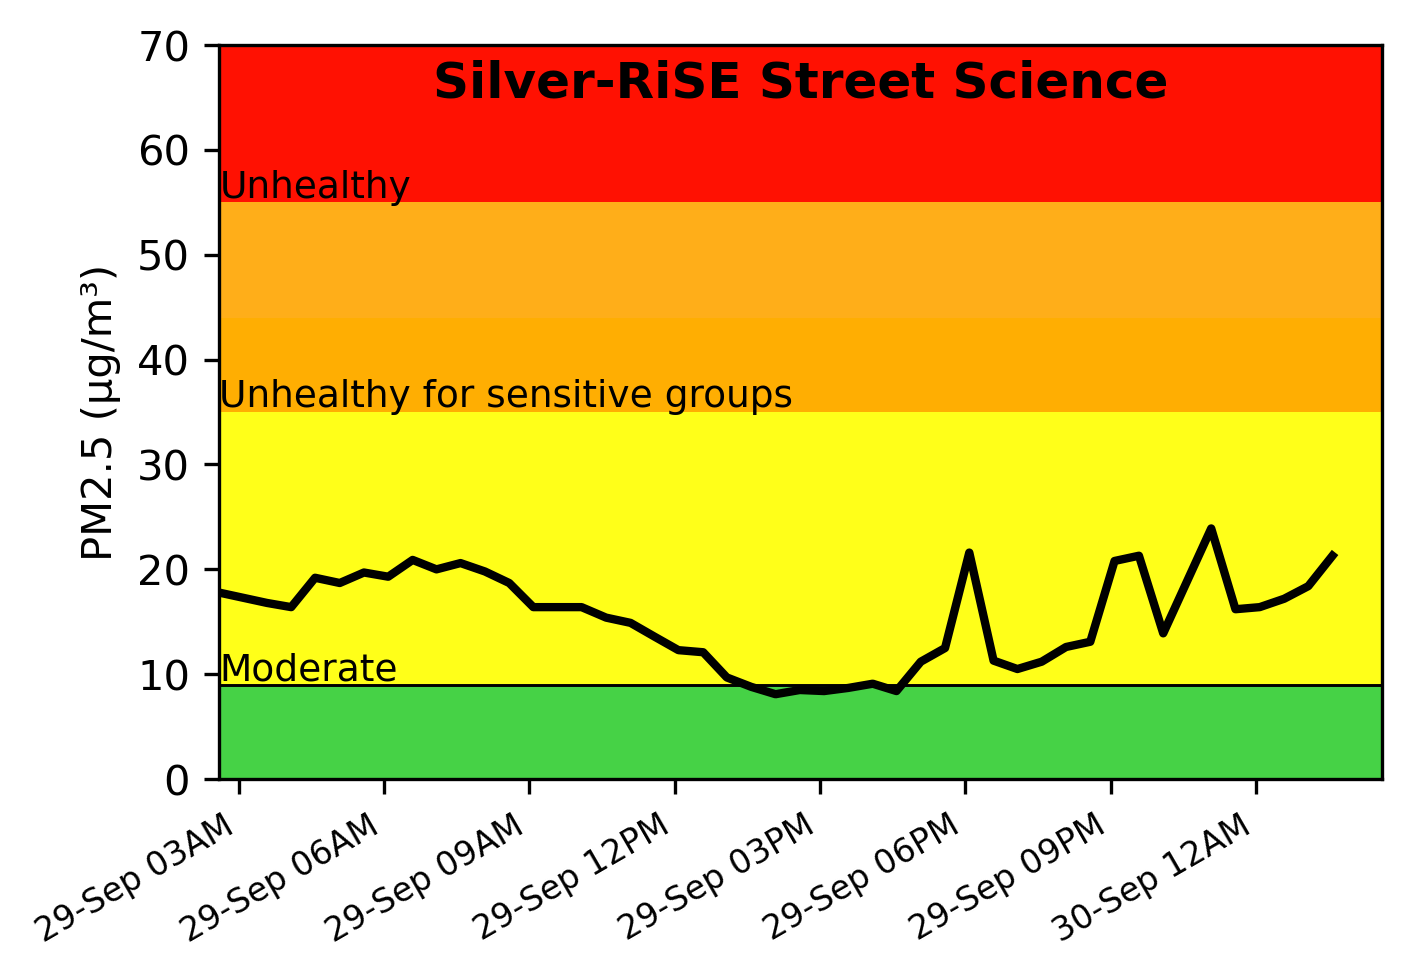 Silver-RiSE Street Science
70
60
Unhealthy
50
40
Unhealthy for sensitive groups
30
20
10
Moderate
0
PM2.5 (µg/m³)
29-Sep 03AM
29-Sep 06AM
29-Sep 09AM
29-Sep 12PM
29-Sep 03PM
29-Sep 06PM
29-Sep 09PM
30-Sep 12AM